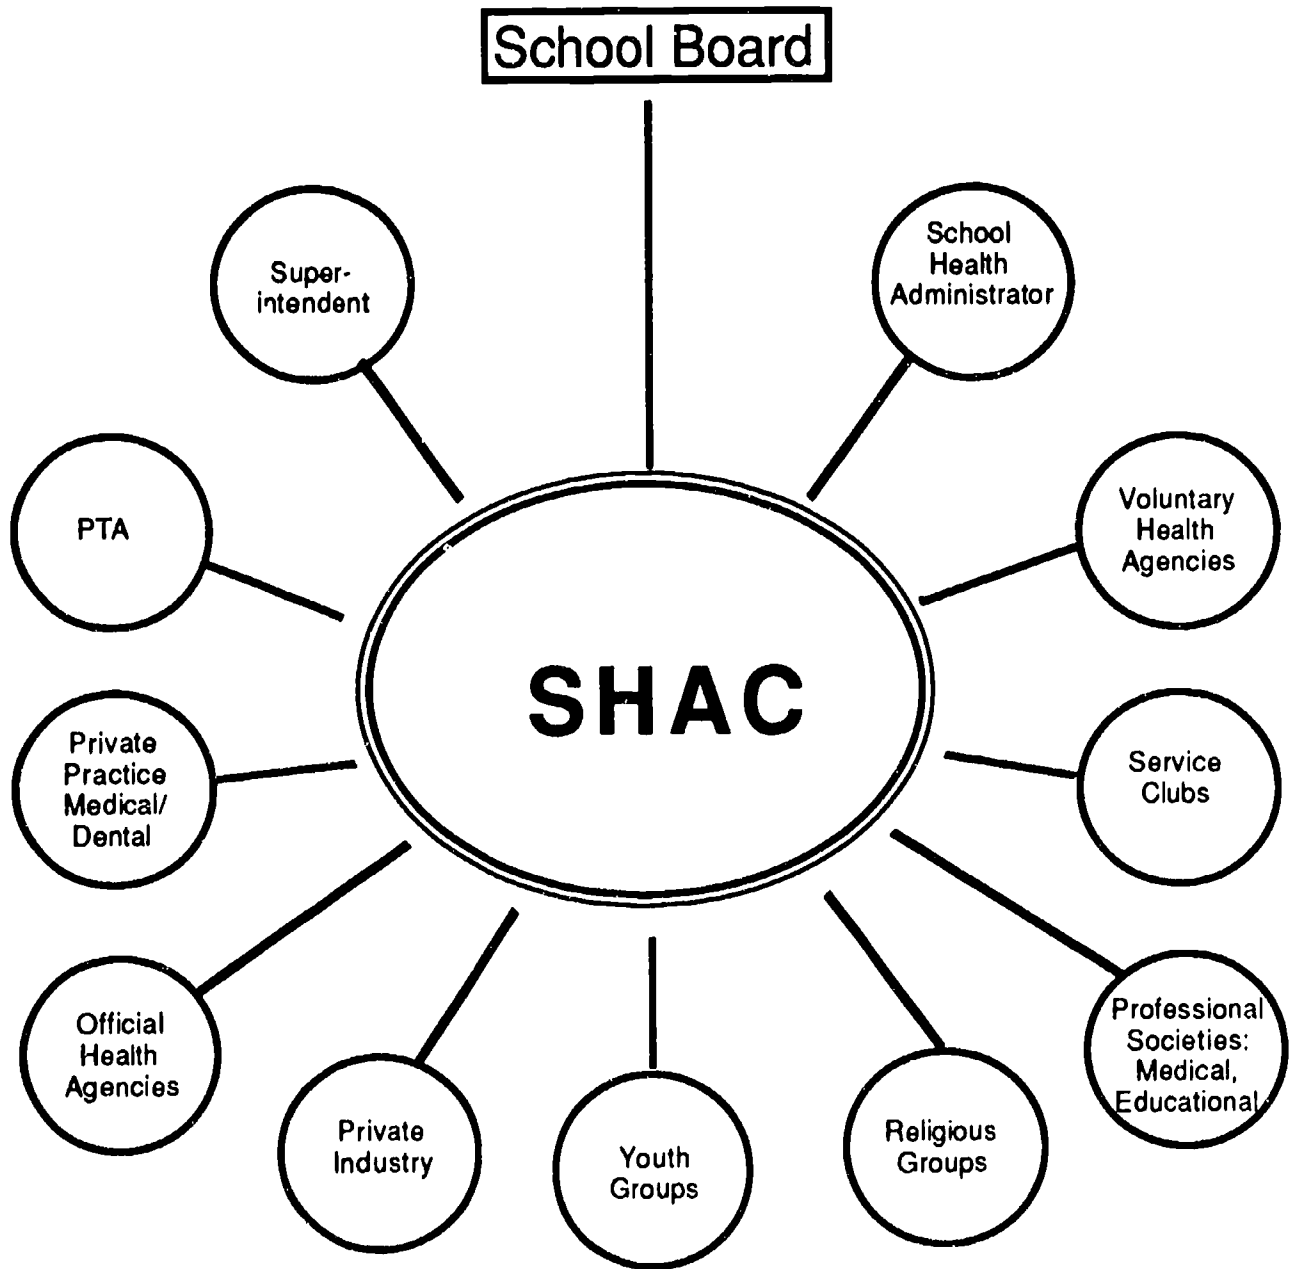 School Board
Super-
intendent
School
Health
Administrator
PTA
Voluntary
Health
Agencies
SHAC
Private
Practice
Medical/
Dental
Service
Clubs
Official
Health
Agencies
Private
Industry
Youth
Groups
Religious
Groups
Professional
Societies:
Medical,
Educational